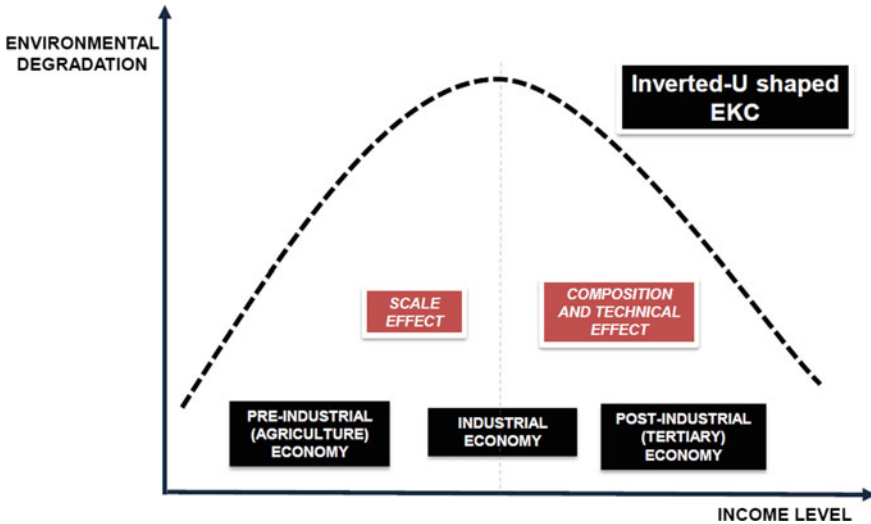 ENVIRONMENTAL
DEGRADATION
Inverted-U shaped
EKC
SCALE
EFFECT
COMPOSITION
AND TECHNICAL
EFFECT
PRE-INDUSTRIAL
(AGRICULTURE)
ECONOMY
INDUSTRIAL
ECONOMY
POST-INDUSTRIAL
(TERTIARY)
ECONOMY
INCOME LEVEL